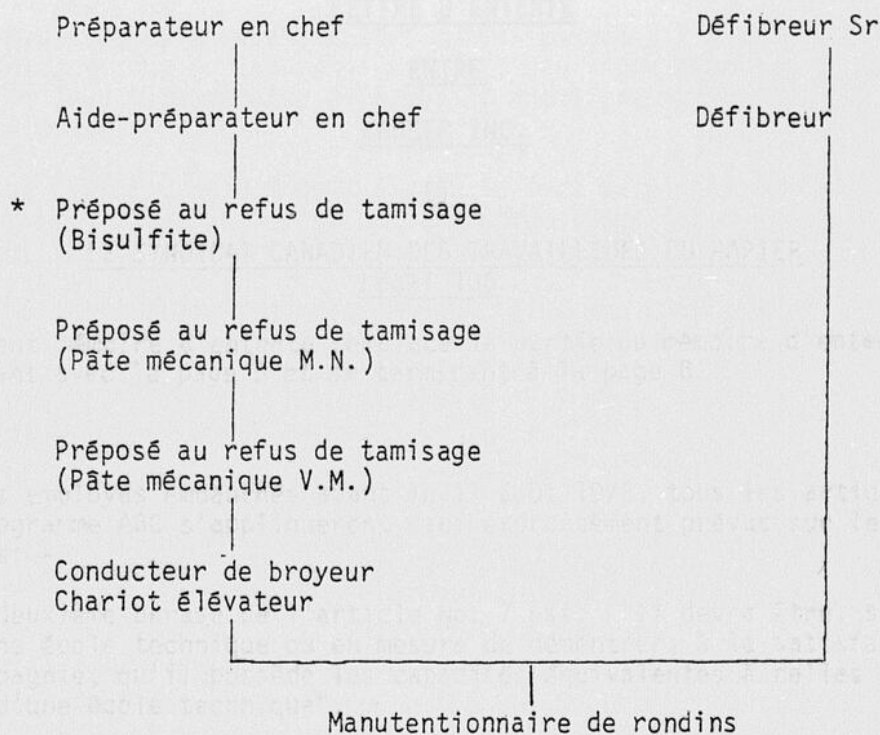 Préparateur en chef
Défibreur Sr
Aide-préparateur en chef
Défibreur
* Préposé au refus de tamisage
(Bisulfite)
Préposé au refus de tamisage
(Pâte mécanique M.N.)
Préposé au refus de tamisage
(Pâte mécanique V.M.)
Conducteur de broyeur
Chariot élévateur
Manutentionnaire de rondins